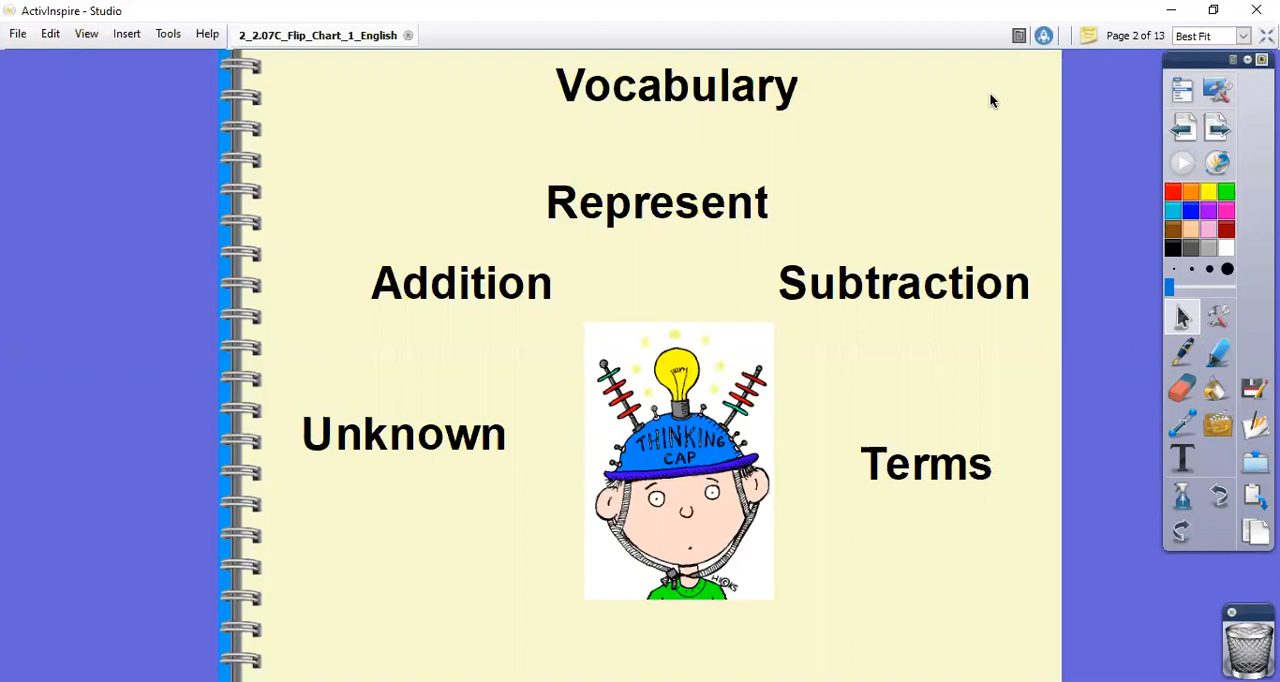 ActivInspire - Studio
File Edit View Insert Tools Help
2_2.07C_Flip_Chart_1_English
Page 2 of 13
Best Fit
Vocabulary
Represent
Addition Subtraction
THINKING
CAP
Unknown
Terms
HICKS
T